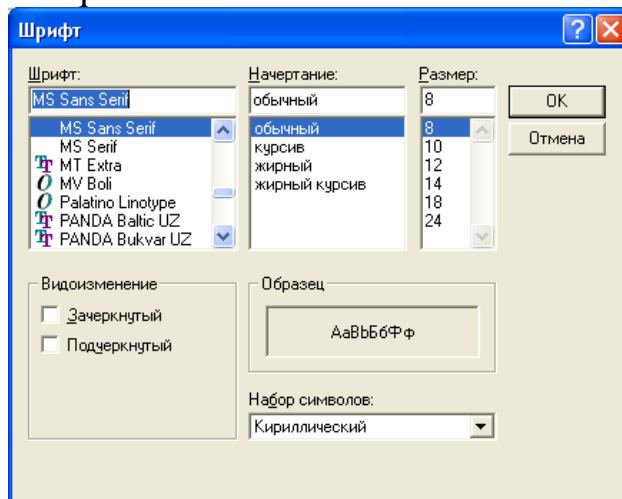 Шрифт
Шрифт:
MS Sans Serif
MS Sans Serif
MS Serif
MT Extra
MV Boli
Palatino Linotype
PANDA Baltic UZ
PANDA Bukvar UZ
Начертание:
обычный
обычный
курсив
жирный
жирный курсив
Размер:
8
8
10
12
14
18
24
OK
Отмена
Видоизменение
Зачеркнутый
Подчеркнутый
Образец
АаВbБбФф
Набор символов:
Кириллический